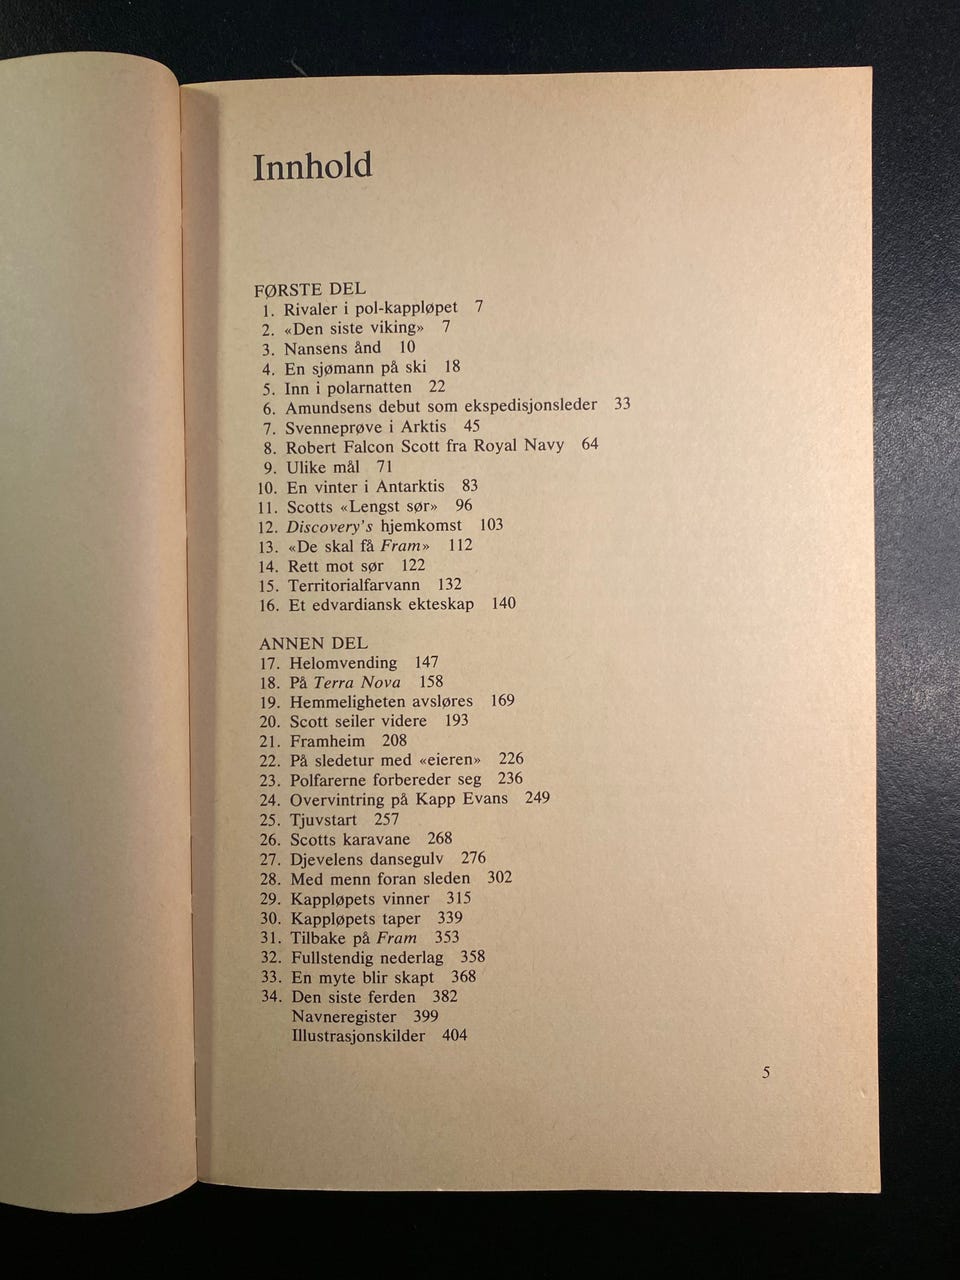 Innhold
FØRSTE DEL
1. Rivaler i pol-kappløpet 7
2. «Den siste viking» 7
3. Nansens ånd 10
4. En sjømann på ski 18
5. Inn i polarnatten 22
6. Amundsens debut som ekspedisjonsleder 33
7. Svenneprøve i Arktis 45
8. Robert Falcon Scott fra Royal Navy 64
9. Ulike mål 71
10. En vinter i Antarktis 83
11. Scotts «Lengst sør» 96
12. Discovery's hjemkomst 103
13. «De skal få Fram» 112
14. Rett mot sør 122
15. Territorialfarvann 132
16. Et edvardiansk ekteskap 140
ANNEN DEL
17. Helomvending 147
18. På Terra Nova 158
19. Hemmeligheten avsløres 169
20. Scott seiler videre 193
21. Framheim 208
22. På sledetur med «eieren» 226
23. Polfarerne forbereder seg 236
24. Overvintring på Kapp Evans 249
25. Tjuvstart 257
26. Scotts karavane 268
27. Djevelens dansegulv 276
28. Med menn foran sleden 302
29. Kappløpets vinner 315
30. Kappløpets taper 339
31. Tilbake på Fram 353
32. Fullstendig nederlag 358
33. En myte blir skapt 368
34. Den siste ferden 382
Navneregister 399
Illustrasjonskilder 404
5